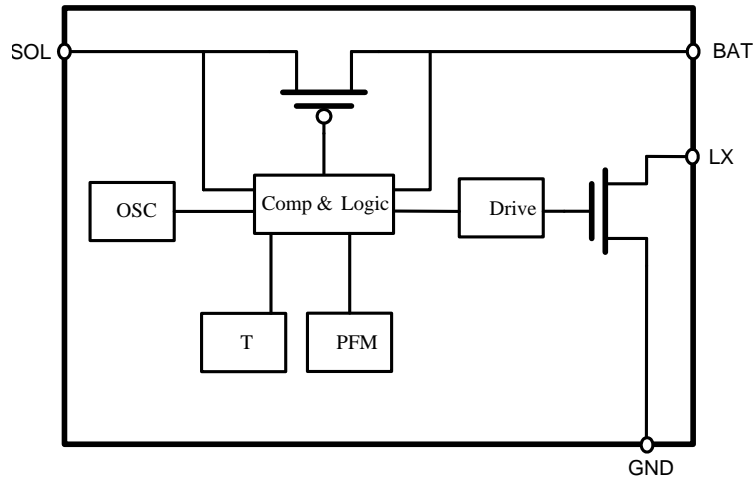 SOL
BAT
LX
OSC
Comp & Logic
Drive
T
PFM
GND